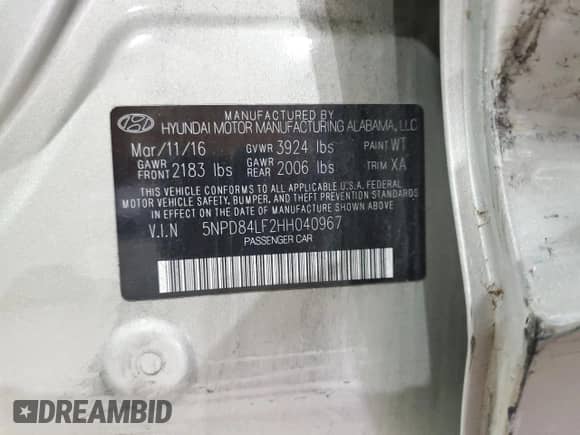 MANUFACTURED BY
HYUNDAI MOTOR MANUFACTURING ALABAMA, LLC
Mar/11/16 GVWR 3924 lbs PAINT WT
GAWR FRONT 2183 lbs GAWR REAR 2006 lbs TRIM XA
THIS VEHICLE CONFORMS TO ALL APPLICABLE U.S.A. FEDERAL
MOTOR VEHICLE SAFETY, BUMPER, AND THEFT PREVENTION
STANDARDS IN EFFECT ON THE DATE OF MANUFACTURE SHOWN ABOVE.
V.I.N 5NPD84LF2HH040967
PASSENGER CAR
DREAMBID